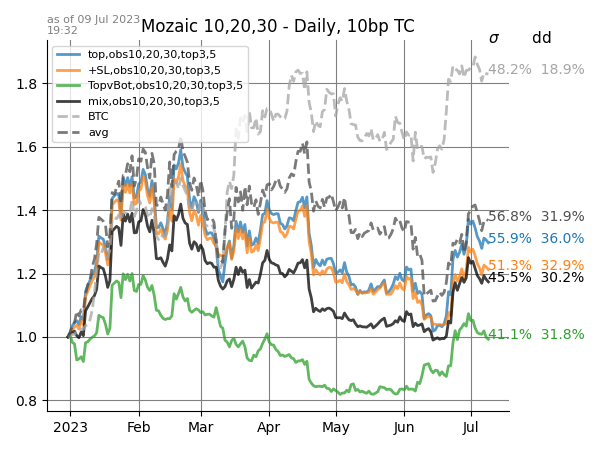 as of 09 Jul 2023
19:32
Mozaic 10,20,30 - Daily, 10bp TC
σ dd
top,obs10,20,30,top3,5
+SL,obs10,20,30,top3,5
TopvBot,obs10,20,30,top3,5
mix,obs10,20,30,top3,5
BTC
avg
48.2% 18.9%
56.8% 31.9%
55.9% 36.0%
51.3% 32.9%
45.5% 30.2%
41.1% 31.8%
1.8
1.6
1.4
1.2
1.0
0.8
2023 Feb Mar Apr May Jun Jul